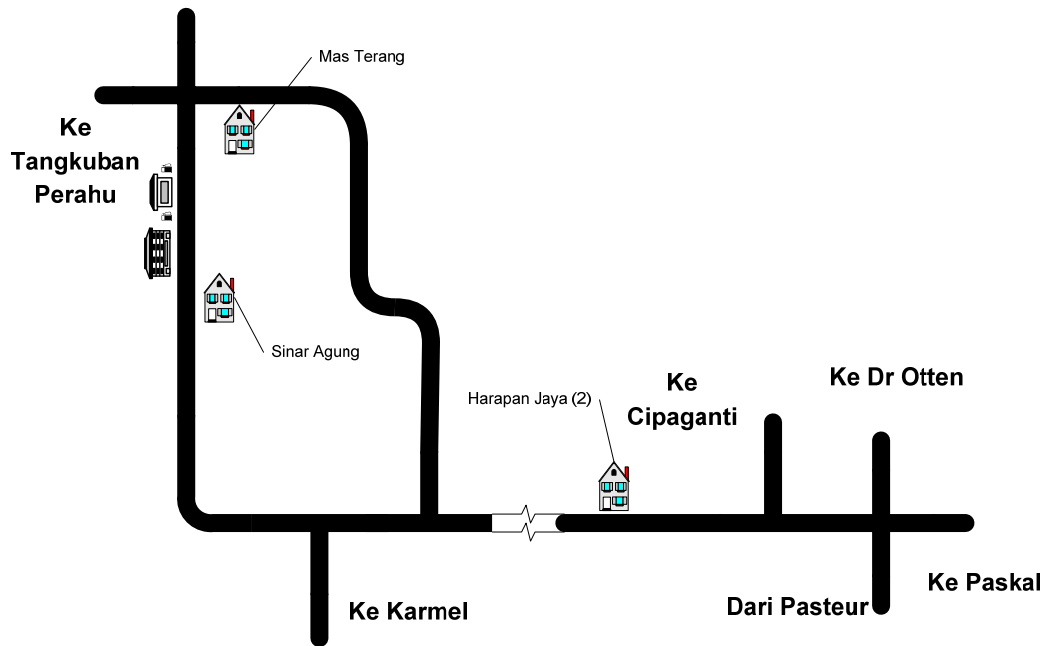 Mas Terang
Ke
Tangkuban
Perahu
Sinar Agung
Ke
Cipaganti
Ke Dr Otten
Harapan Jaya (2)
Ke Karmel
Dari Pasteur
Ke Paskal